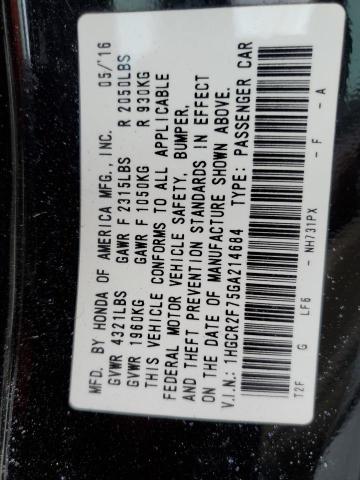 MFD. BY HONDA OF AMERICA MFG., INC. 05/'16
GVWR 4321LBS GAWR F 2315LBS R 2050LBS
GVWR 1960KG GAWR F 1050KG R 930KG
THIS VEHICLE CONFORMS TO ALL APPLICABLE
FEDERAL MOTOR VEHICLE SAFETY, BUMPER,
AND THEFT PREVENTION STANDARDS IN EFFECT
ON THE DATE OF MANUFACTURE SHOWN ABOVE.
V.I.N.: 1HGCR2F75GA214684 TYPE: PASSENGER CAR
T2F G LF6 - NH731PX - F - A